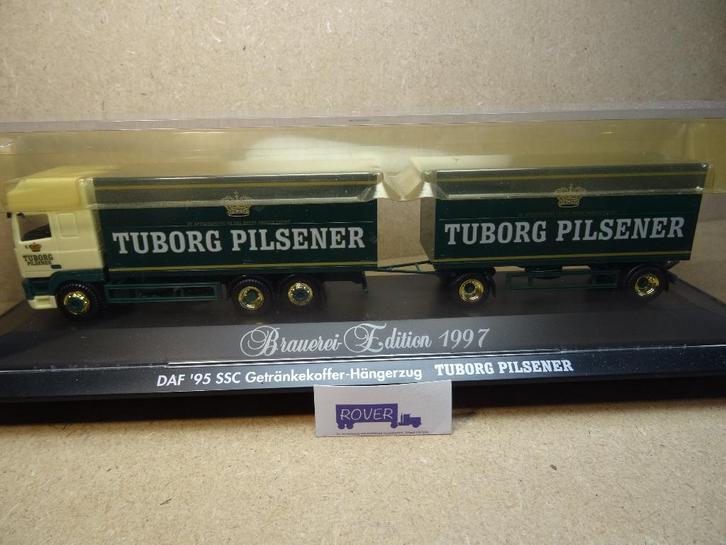 TUBORG PILSENER
TUBORG PILSENER
TUBORG
PILSENER
Brauerei-Edition 1997
DAF '95 SSC Getränkekoffer-Hängerzug TUBORG PILSENER
ROVER